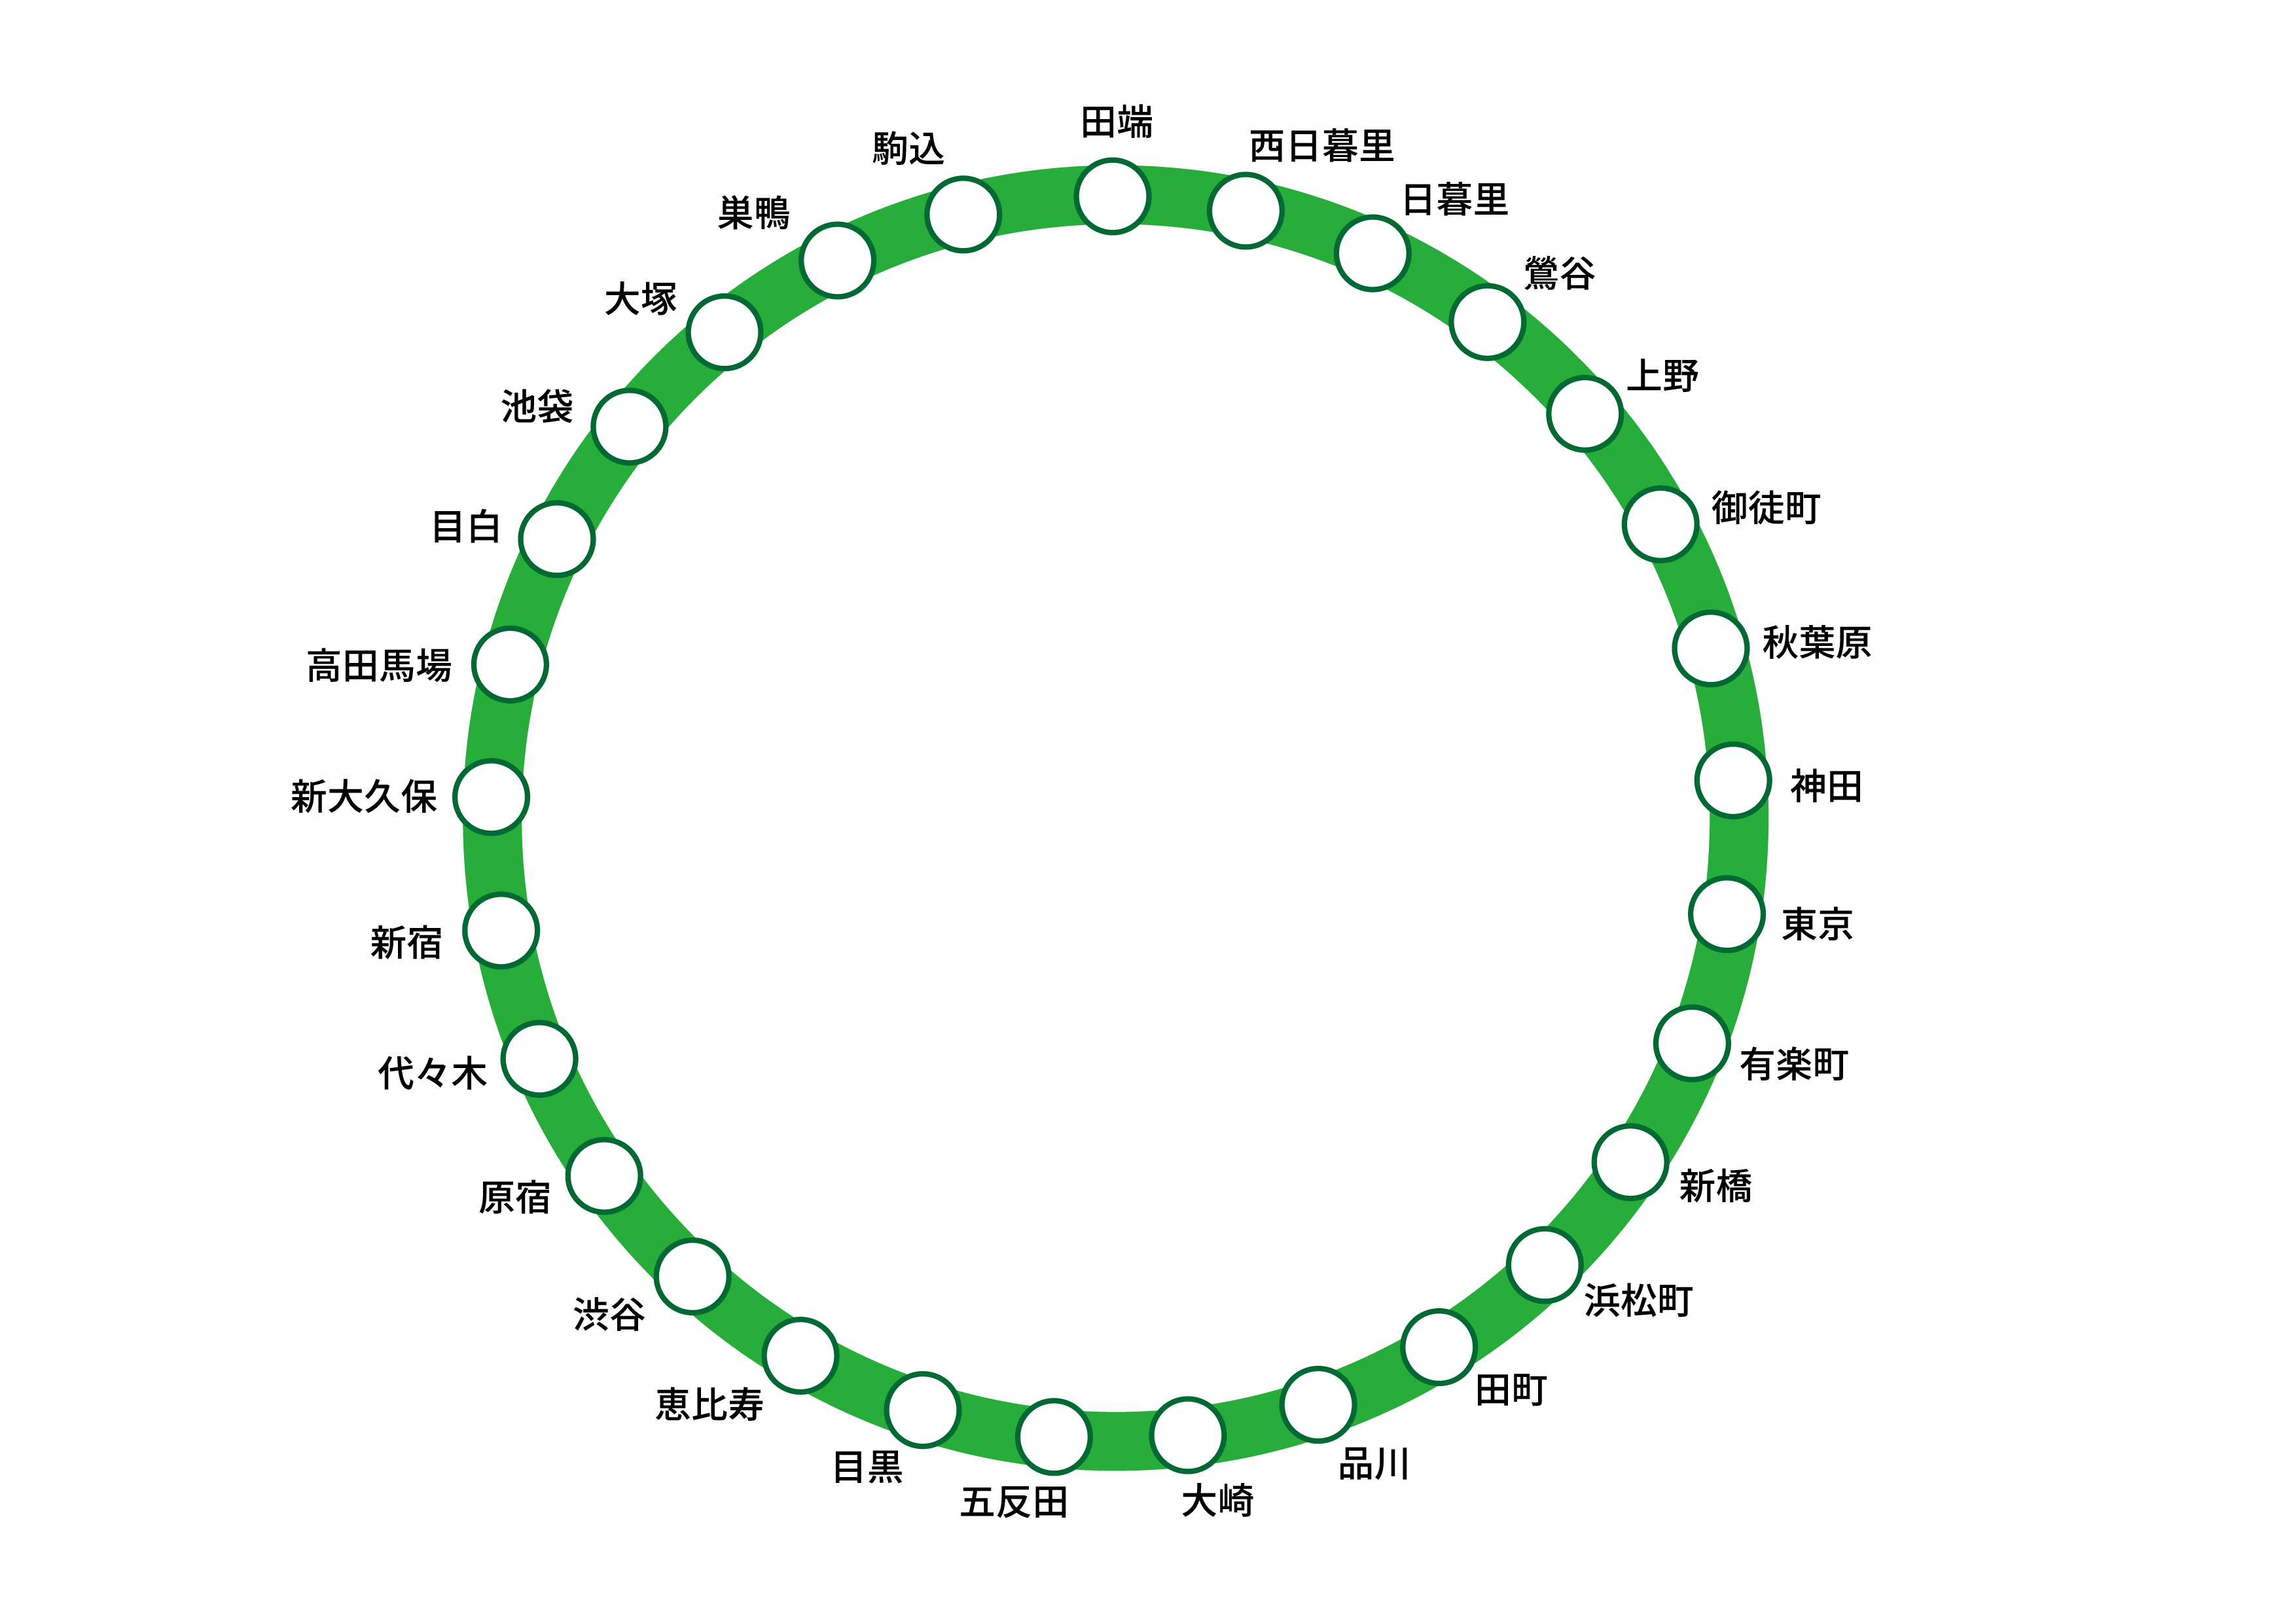 田端
西日暮里
日暮里
鶯谷
上野
御徒町
秋葉原
神田
東京
有楽町
新橋
浜松町
田町
品川
大崎
五反田
目黒
恵比寿
渋谷
原宿
代々木
新宿
新大久保
高田馬場
目白
池袋
大塚
巣鴨
駒込